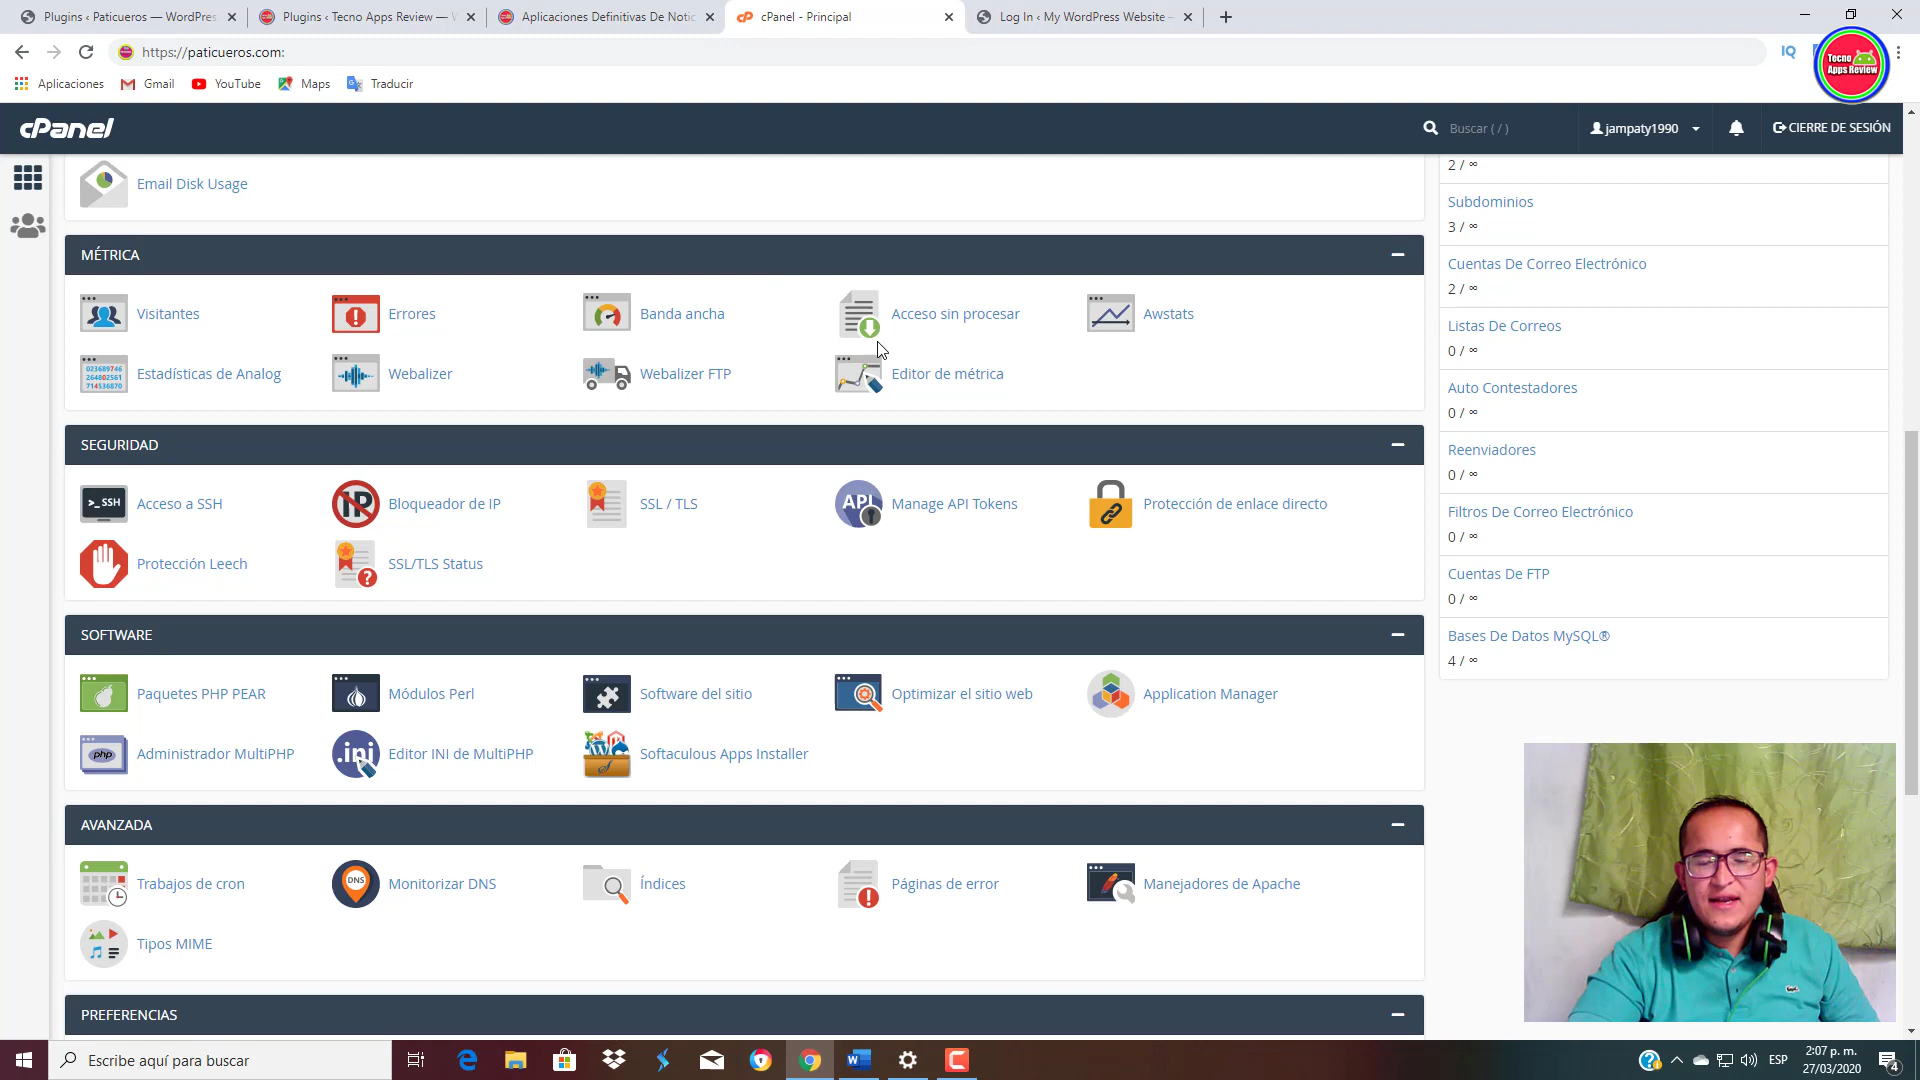 Plugins ‹ Paticueros — WordPres
Plugins ‹ Tecno Apps Review — W
Aplicaciones Definitivas De Notic
cPanel - Principal
Log In ‹ My WordPress Website –
https://paticueros.com:
IQ
Aplicaciones
Gmail
YouTube
Maps
Traducir
Tecno
Apps Review
cPanel
Buscar ( / )
jampaty1990
CIERRE DE SESIÓN
Email Disk Usage
MÉTRICA
Visitantes
Errores
Banda ancha
Acceso sin procesar
Awstats
Estadísticas de Analog
Webalizer
Webalizer FTP
Editor de métrica
SEGURIDAD
Acceso a SSH
Bloqueador de IP
SSL / TLS
Manage API Tokens
Protección de enlace directo
Protección Leech
SSL/TLS Status
SOFTWARE
Paquetes PHP PEAR
Módulos Perl
Software del sitio
Optimizar el sitio web
Application Manager
Administrador MultiPHP
Editor INI de MultiPHP
Softaculous Apps Installer
AVANZADA
Trabajos de cron
Monitorizar DNS
Índices
Páginas de error
Manejadores de Apache
Tipos MIME
PREFERENCIAS
2 / ∞
Subdominios
3 / ∞
Cuentas De Correo Electrónico
2 / ∞
Listas De Correos
0 / ∞
Auto Contestadores
0 / ∞
Reenviadores
0 / ∞
Filtros De Correo Electrónico
0 / ∞
Cuentas De FTP
0 / ∞
Bases De Datos MySQL®
4 / ∞
Escribe aquí para buscar
ESP
2:07 p. m.
27/03/2020
4